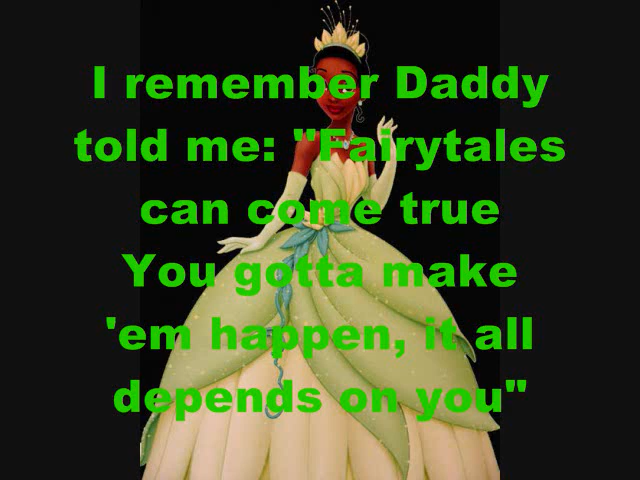 I remember Daddy
told me: "Fairytales
can come true
You gotta make
'em happen, it all
depends on you"